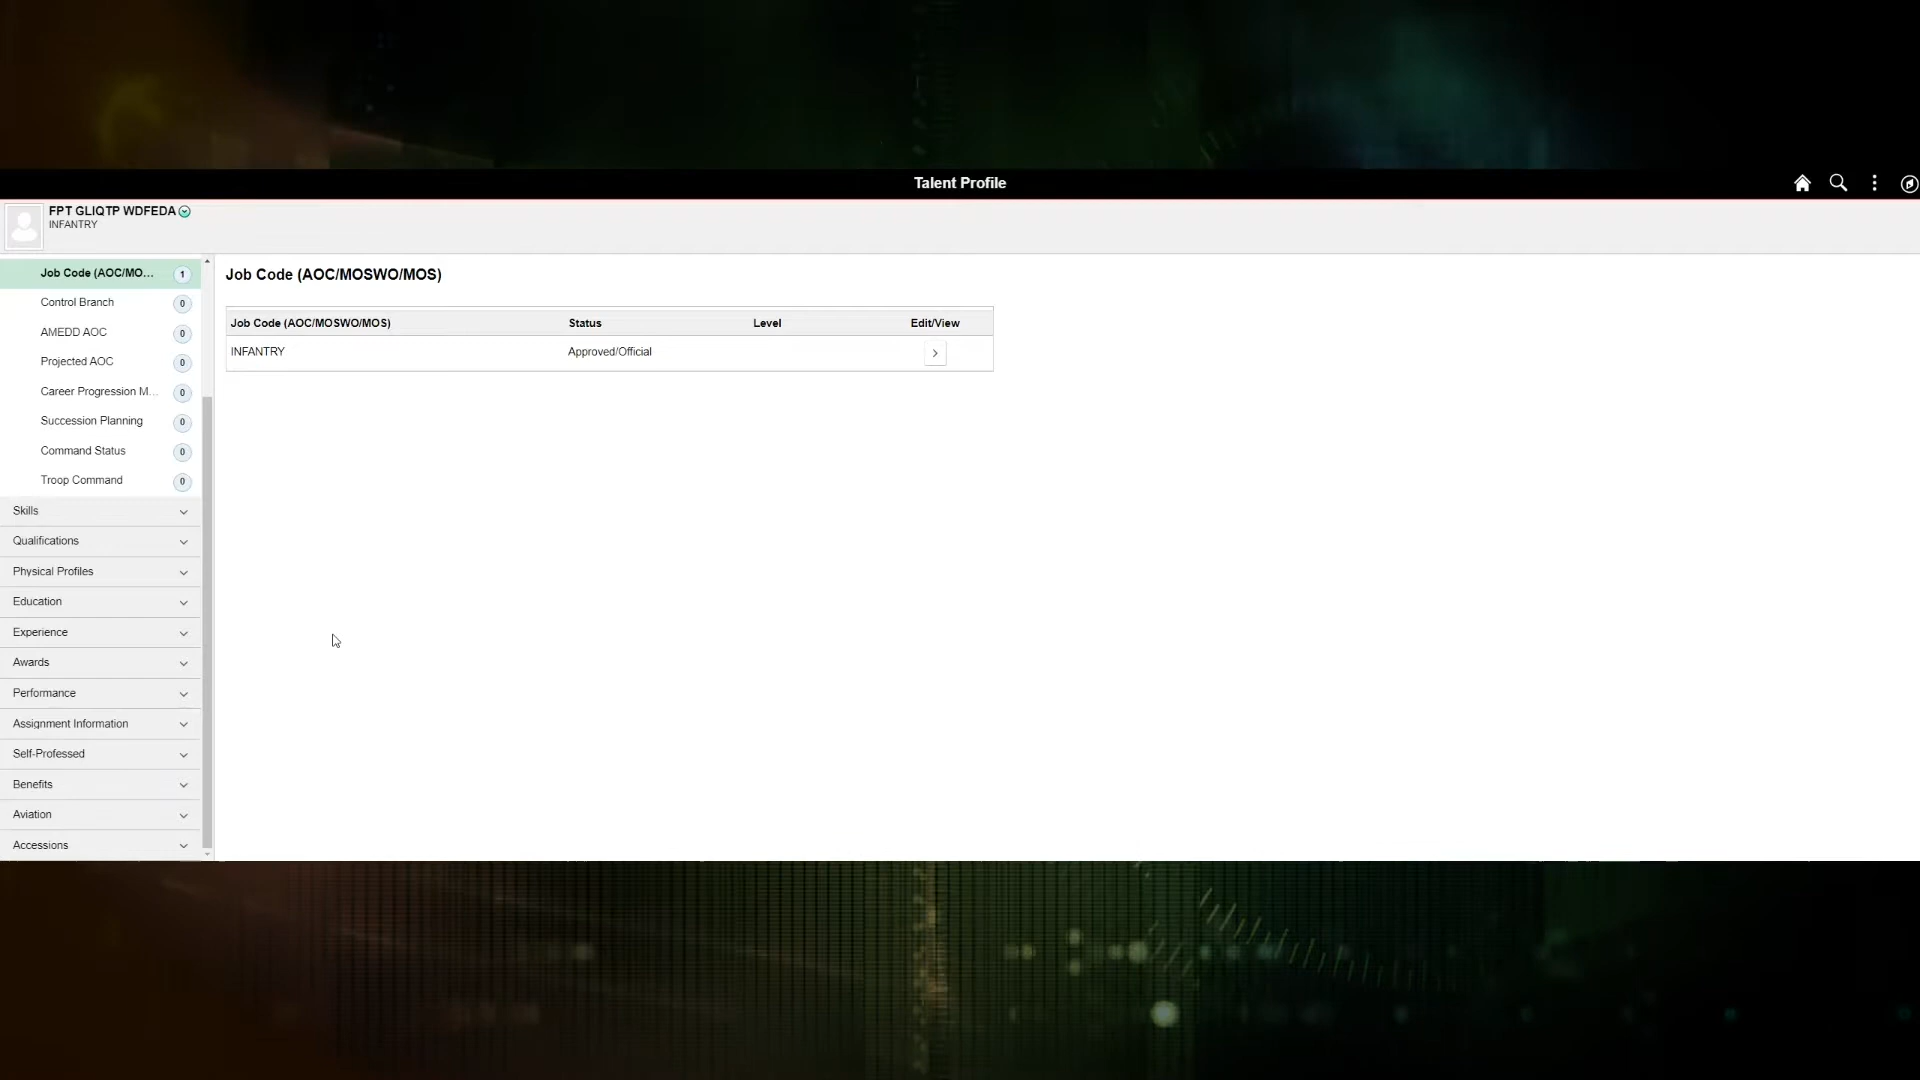 Talent Profile
FPT GLIQTP WDFEDA
INFANTRY
Job Code (AOC/MO... 1
Control Branch 0
AMEDD AOC 0
Projected AOC 0
Career Progression M... 0
Succession Planning 0
Command Status 0
Troop Command 0
Skills
Qualifications
Physical Profiles
Education
Experience
Awards
Performance
Assignment Information
Self-Professed
Benefits
Aviation
Accessions
Job Code (AOC/MOSWO/MOS)
Job Code (AOC/MOSWO/MOS) Status Level Edit/View
INFANTRY Approved/Official